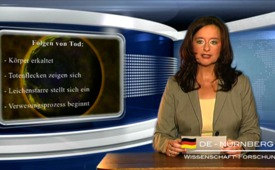 Folgen von Tod:
- Körper erkaltet
- Totenflecken zeigen sich
- Leichenstarre stellt sich ein
- Verwesungsprozess beginnt
DE - NÜRNBERG
WISSENSCHAFT-FORSCHUNG